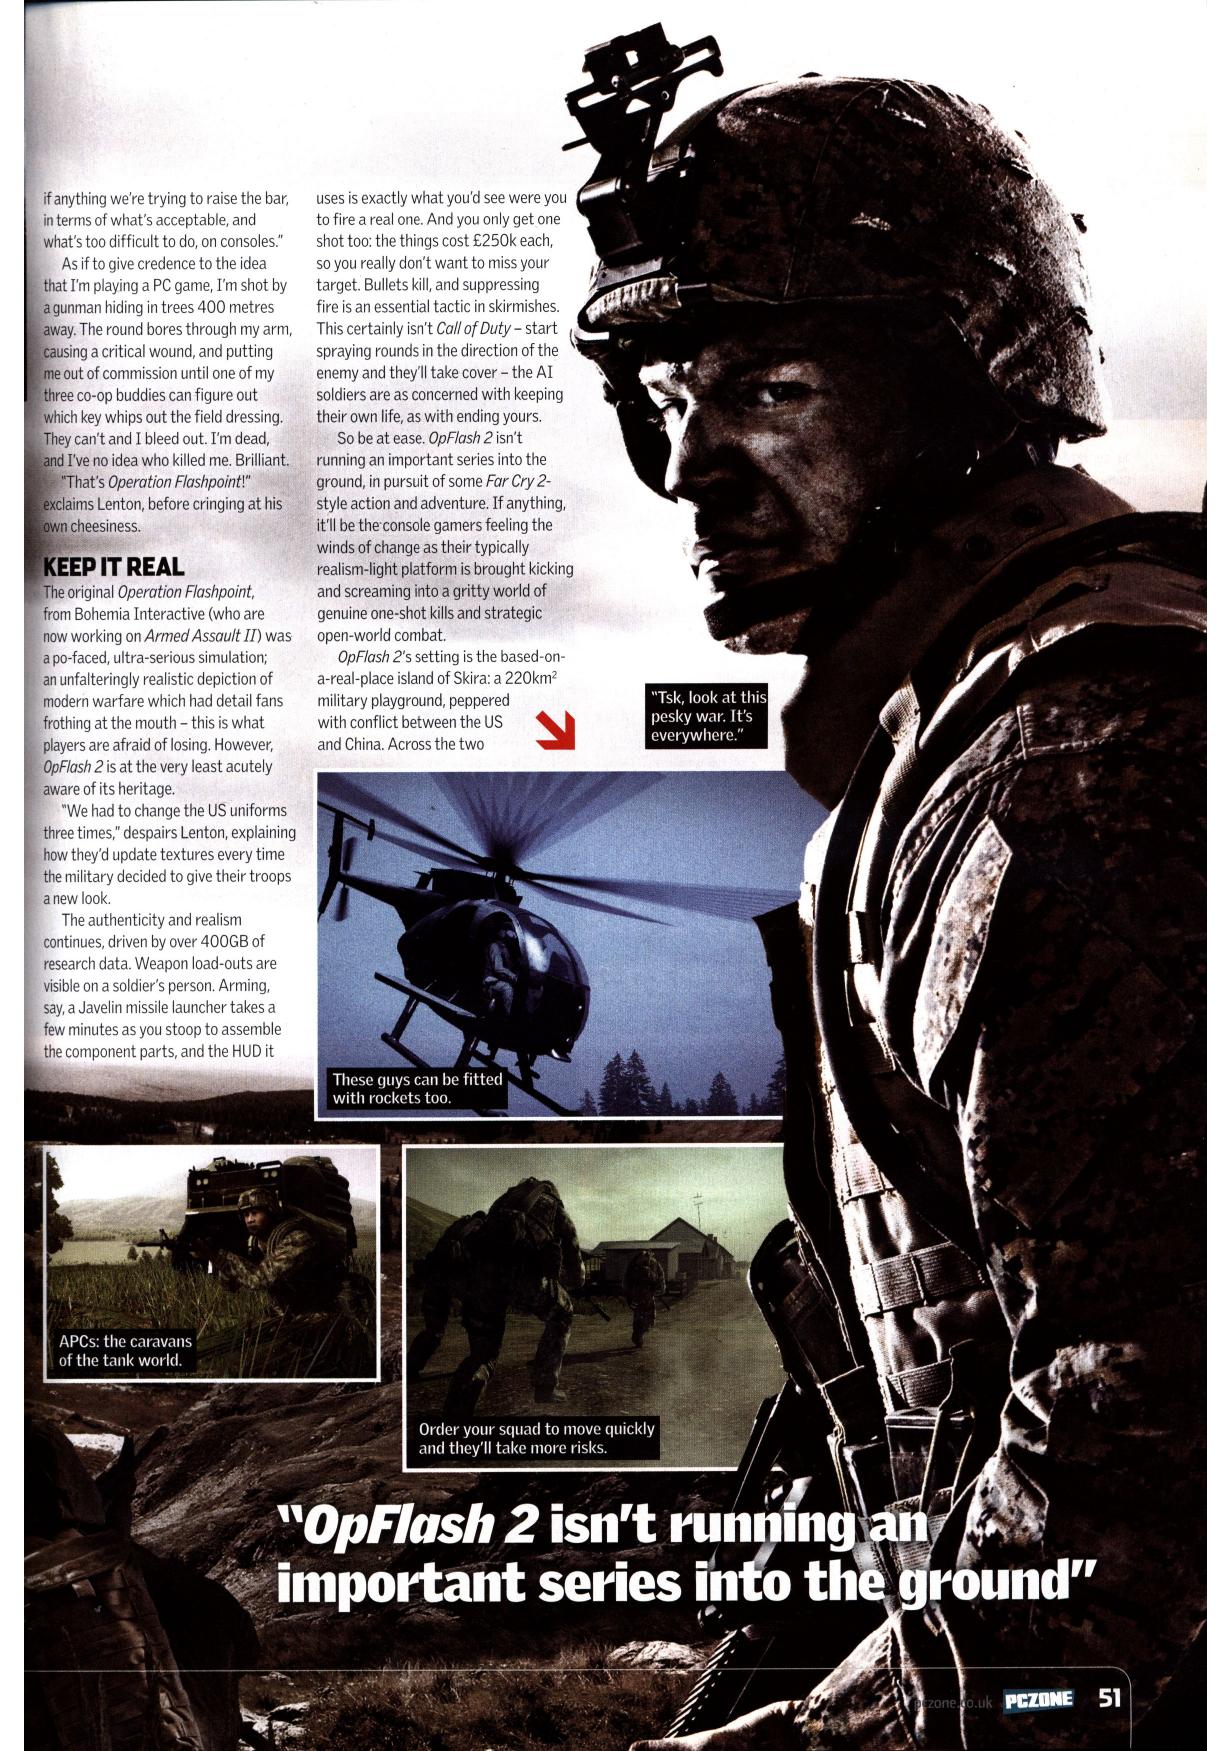 if anything we're trying to raise the bar,
in terms of what's acceptable, and
what's too difficult to do, on consoles."
As if to give credence to the idea
that I'm playing a PC game, I'm shot by
a gunman hiding in trees 400 metres
away. The round bores through my arm,
causing a critical wound, and putting
me out of commission until one of my
three co-op buddies can figure out
which key whips out the field dressing.
They can't and I bleed out. I'm dead,
and I've no idea who killed me. Brilliant.
"That's Operation Flashpoint!"
exclaims Lenton, before cringing at his
own cheesiness.
KEEP IT REAL
The original Operation Flashpoint,
from Bohemia Interactive (who are
now working on Armed Assault II) was
a po-faced, ultra-serious simulation;
an unfalteringly realistic depiction of
modern warfare which had detail fans
frothing at the mouth – this is what
players are afraid of losing. However,
OpFlash 2 is at the very least acutely
aware of its heritage.
"We had to change the US uniforms
three times," despairs Lenton, explaining
how they'd update textures every time
the military decided to give their troops
a new look.
The authenticity and realism
continues, driven by over 400GB of
research data. Weapon load-outs are
visible on a soldier's person. Arming,
say, a Javelin missile launcher takes a
few minutes as you stoop to assemble
the component parts, and the HUD it
uses is exactly what you'd see were you
to fire a real one. And you only get one
shot too: the things cost £250k each,
so you really don't want to miss your
target. Bullets kill, and suppressing
fire is an essential tactic in skirmishes.
This certainly isn't Call of Duty – start
spraying rounds in the direction of the
enemy and they'll take cover – the AI
soldiers are as concerned with keeping
their own life, as with ending yours.
So be at ease. OpFlash 2 isn't
running an important series into the
ground, in pursuit of some Far Cry 2-
style action and adventure. If anything,
it'll be the console gamers feeling the
winds of change as their typically
realism-light platform is brought kicking
and screaming into a gritty world of
genuine one-shot kills and strategic
open-world combat.
OpFlash 2's setting is the based-on-
a-real-place island of Skira: a 220km²
military playground, peppered
with conflict between the US
and China. Across the two
"Tsk, look at this
pesky war. It's
everywhere."
These guys can be fitted
with rockets too.
APCs: the caravans
of the tank world.
Order your squad to move quickly
and they'll take more risks.
"OpFlash 2 isn't running an
important series into the ground"
pczone.co.uk PCZONE 51